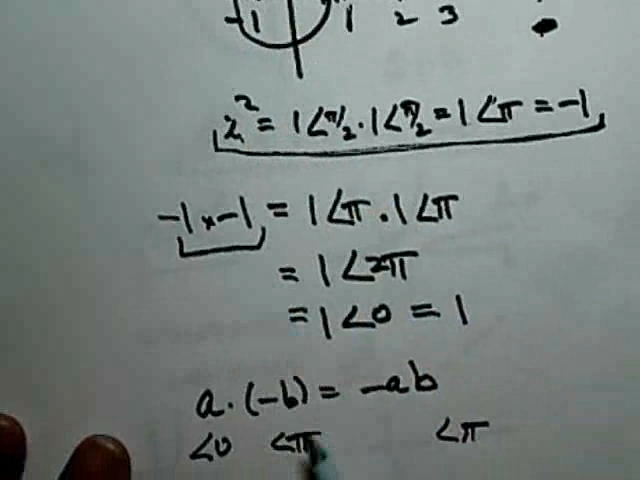 -1 1 2 3
i² = 1∠π/2 . 1∠π/2 = 1∠π = -1
-1 × -1 = 1∠π . 1∠π
= 1∠2π
= 1∠0 = 1
a . (-b) = -ab
∠0 ∠π ∠π